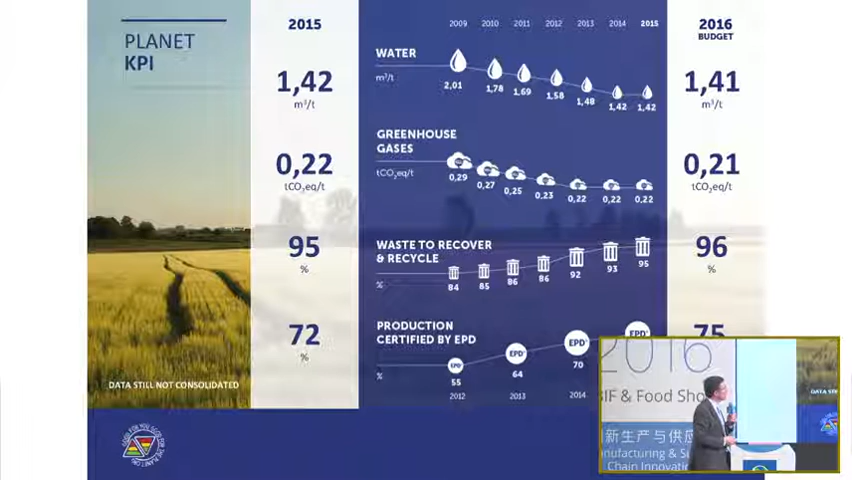 PLANET
KPI
2015
2009 2010 2011 2012 2013 2014 2015
2016
BUDGET
WATER
m³/t
1,42
m³/t
2,01 1,78 1,69 1,58 1,48 1,42 1,42
1,41
m³/t
GREENHOUSE
GASES
tCO₂eq/t
0,22
tCO₂eq/t
0,29 0,27 0,25 0,23 0,22 0,22 0,22
0,21
tCO₂eq/t
WASTE TO RECOVER
& RECYCLE
%
95
%
84 85 86 86 92 93 95
96
%
PRODUCTION
CERTIFIED BY EPD
%
72
%
EPD EPD EPD EPD
55 64 70
75
2012 2013 2014
DATA STILL NOT CONSOLIDATED
2016
BIF & Food Sho
新生产与供应
Chain Innovati